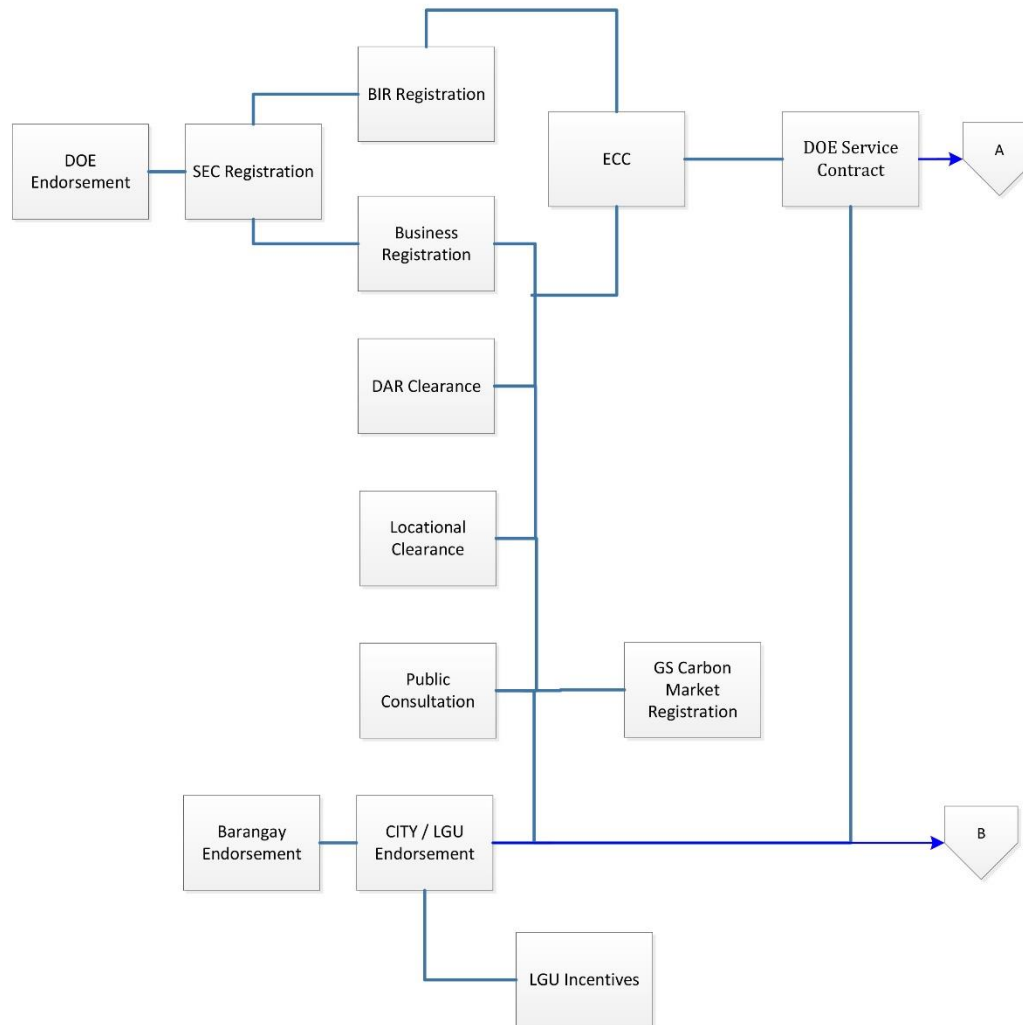 BIR Registration
DOE
Endorsement
SEC Registration
ECC
DOE Service
Contract
A
Business
Registration
DAR Clearance
Locational
Clearance
Public
Consultation
GS Carbon
Market
Registration
Barangay
Endorsement
CITY / LGU
Endorsement
B
LGU Incentives